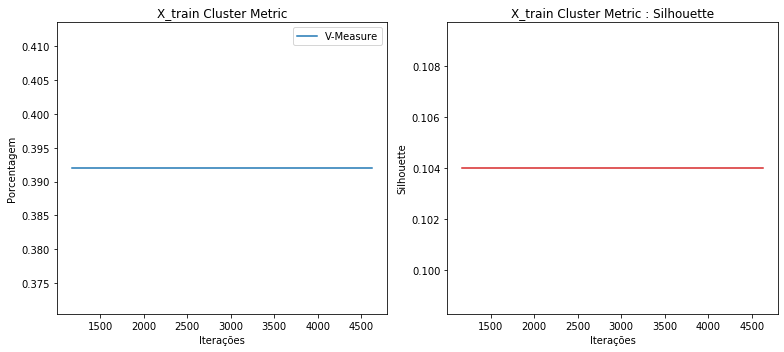 X_train Cluster Metric
V-Measure
Porcentagem
0.410
0.405
0.400
0.395
0.390
0.385
0.380
0.375
1500 2000 2500 3000 3500 4000 4500
Iterações
X_train Cluster Metric : Silhouette
Silhouette
0.108
0.106
0.104
0.102
0.100
1500 2000 2500 3000 3500 4000 4500
Iterações